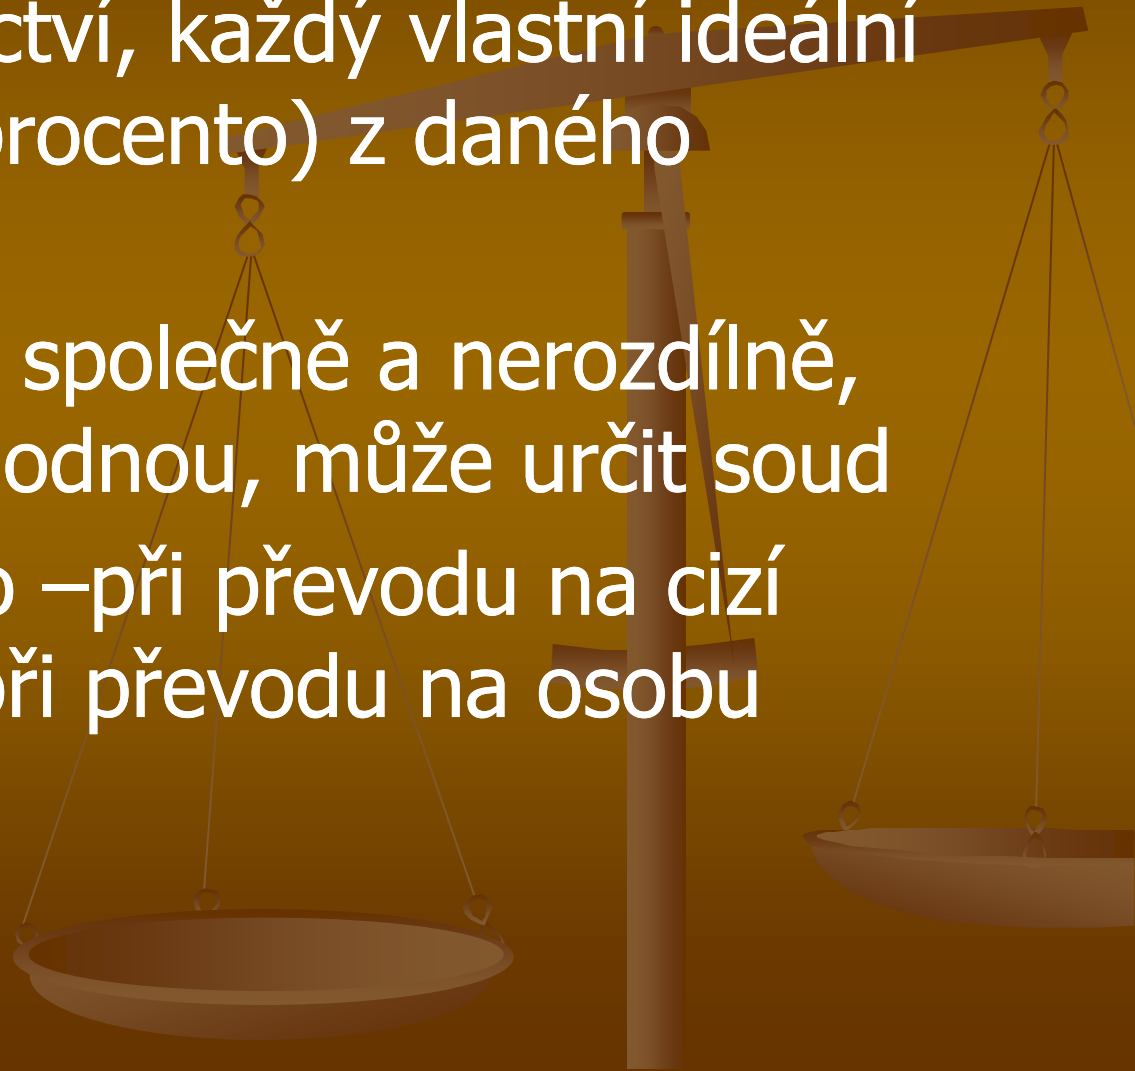 ctví, každý vlastní ideální
procento) z daného
společně a nerozdílně,
odnou, může určit soud
o –při převodu na cizí
při převodu na osobu